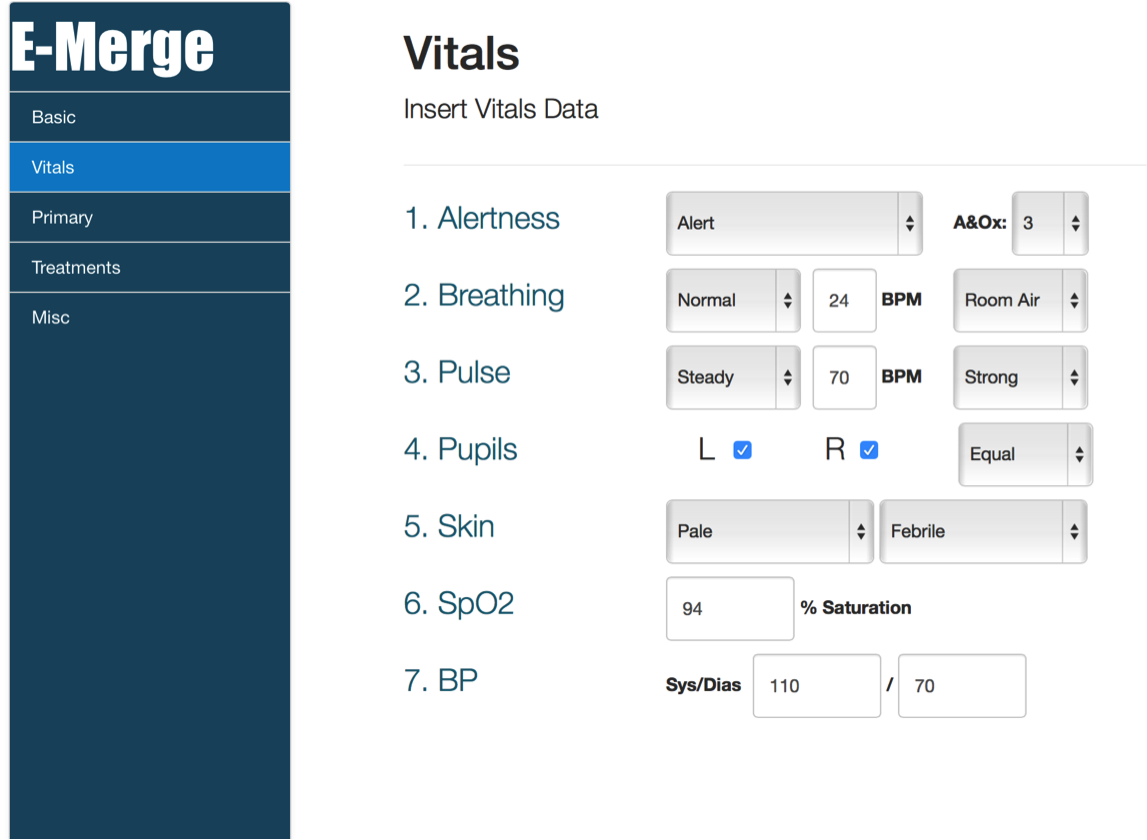 E-Merge
Basic
Vitals
Primary
Treatments
Misc
Vitals
Insert Vitals Data
1. Alertness Alert A&Ox: 3
2. Breathing Normal 24 BPM Room Air
3. Pulse Steady 70 BPM Strong
4. Pupils L R Equal
5. Skin Pale Febrile
6. SpO2 94 % Saturation
7. BP Sys/Dias 110 / 70